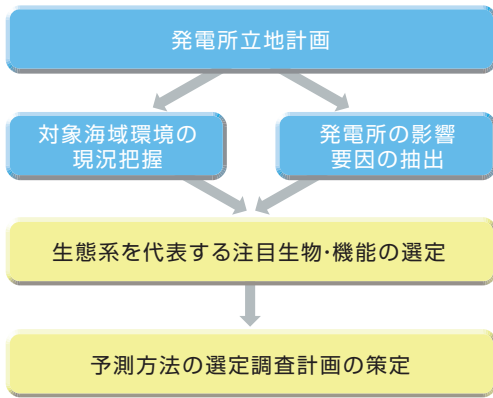 発電所立地計画
対象海域環境の
現況把握
発電所の影響
要因の抽出
生態系を代表する注目生物・機能の選定
予測方法の選定調査計画の策定